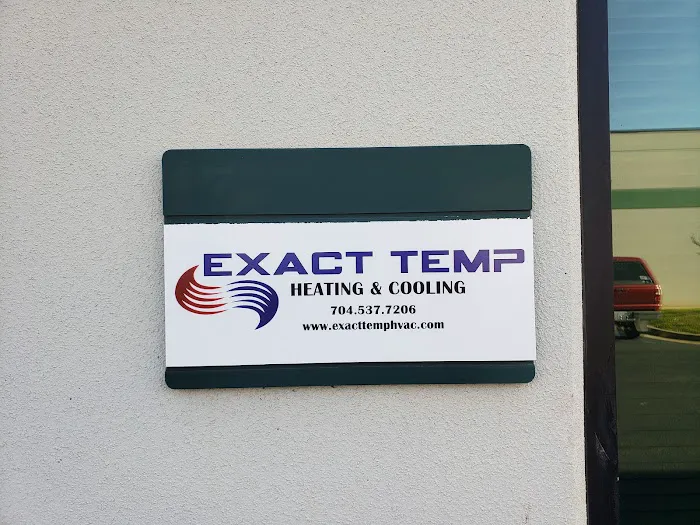 EXACT TEMP
HEATING & COOLING
704.537.7206
www.exacttemphvac.com